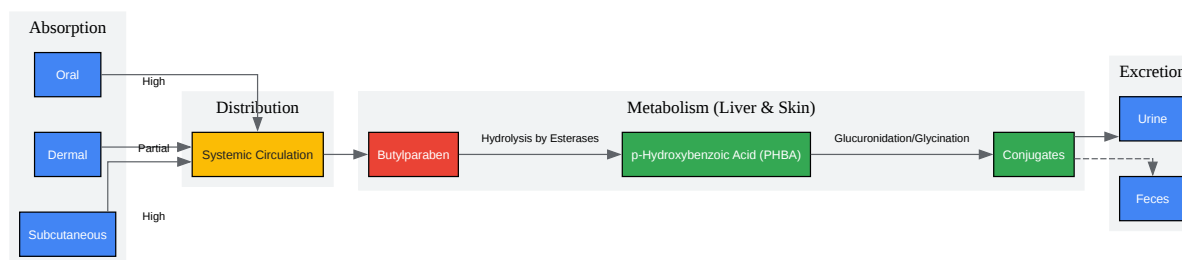 Absorption
Oral
High
Dermal
Partial
Subcutaneous
High
Distribution
Systemic Circulation
Metabolism (Liver & Skin)
Butylparaben
Hydrolysis by Esterases
p-Hydroxybenzoic Acid (PHBA)
Glucuronidation/Glycination
Conjugates
Excretion
Urine
Feces